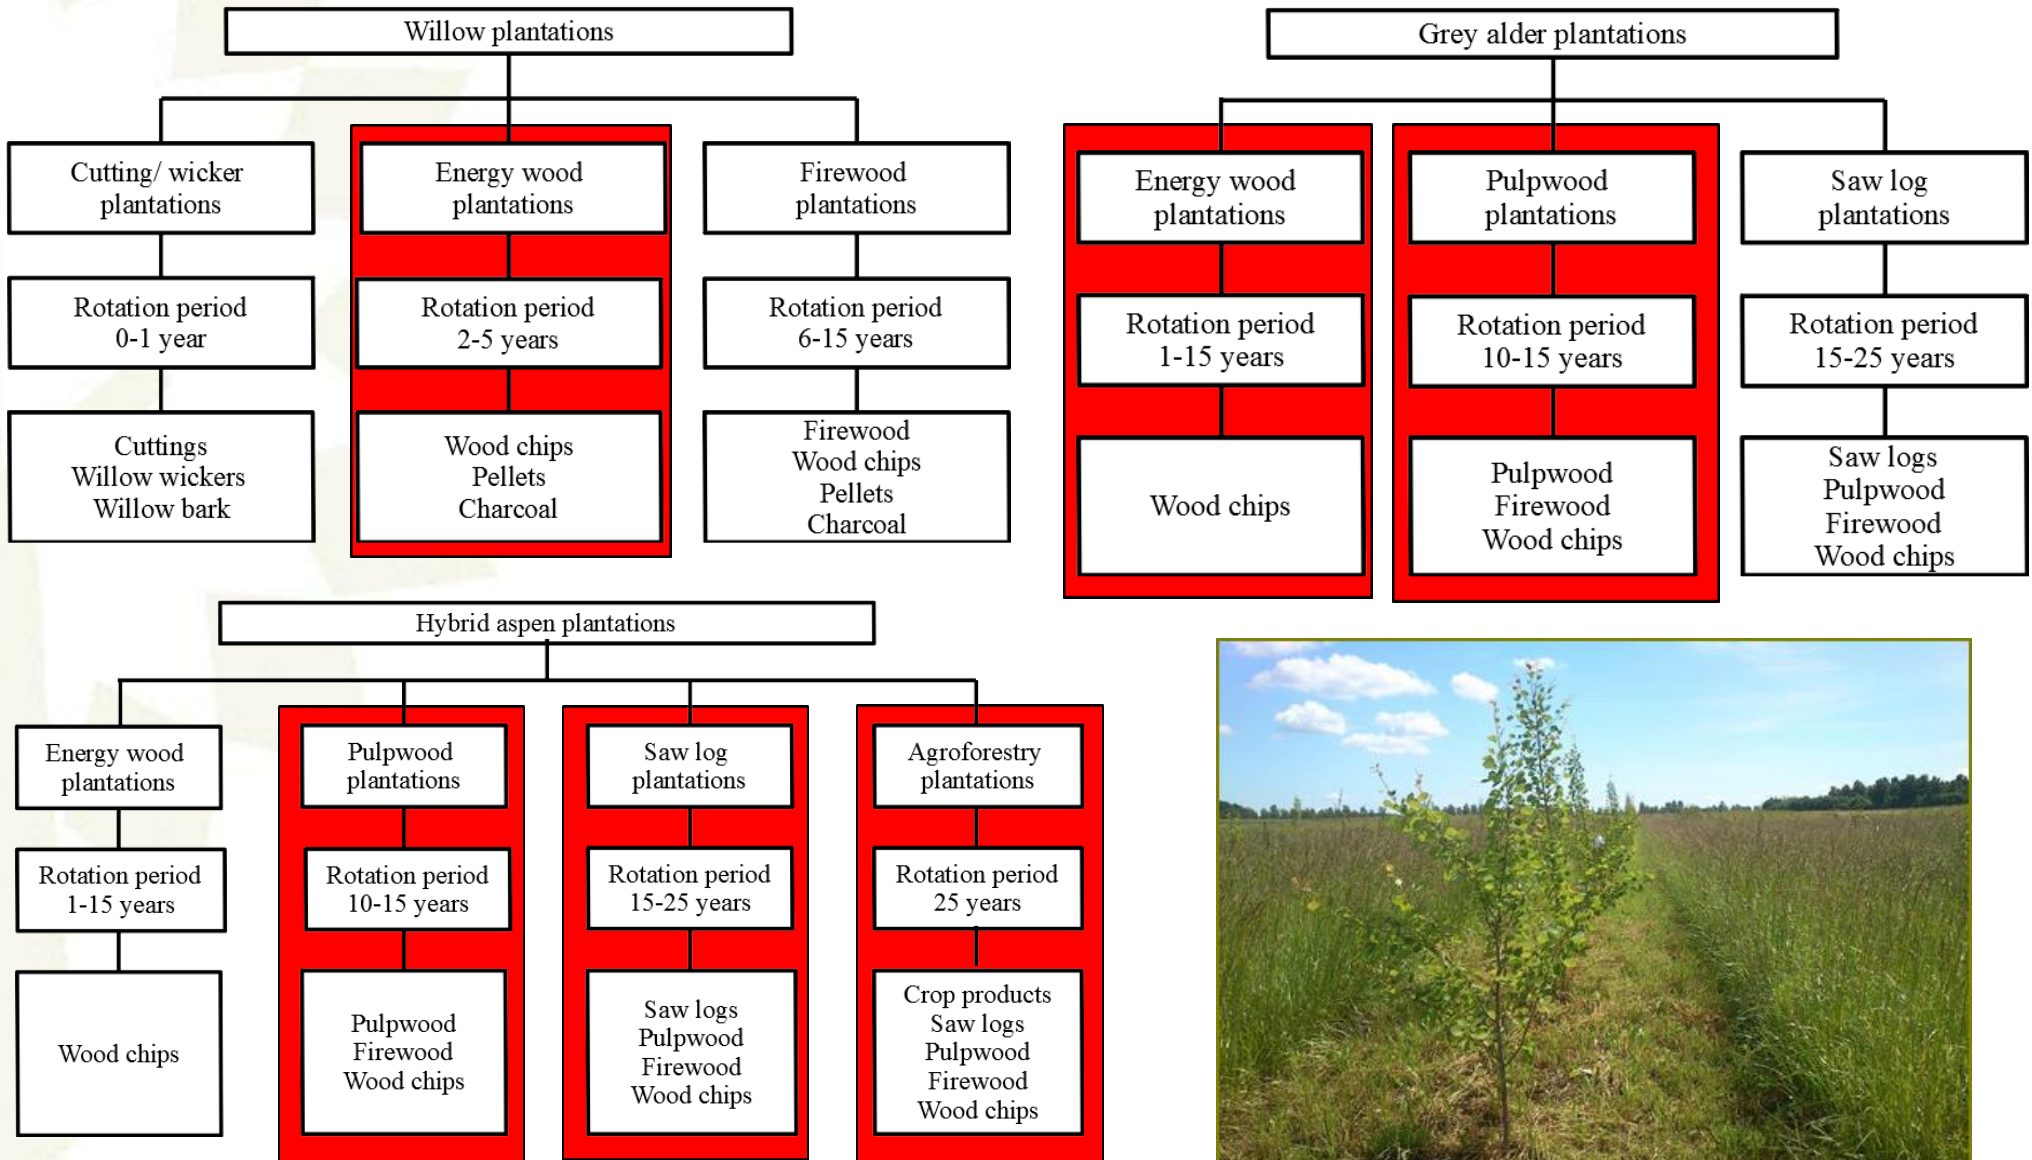 Willow plantations
Cutting/ wicker
plantations
Rotation period
0-1 year
Cuttings
Willow wickers
Willow bark
Energy wood
plantations
Rotation period
2-5 years
Wood chips
Pellets
Charcoal
Firewood
plantations
Rotation period
6-15 years
Firewood
Wood chips
Pellets
Charcoal
Grey alder plantations
Energy wood
plantations
Rotation period
1-15 years
Wood chips
Pulpwood
plantations
Rotation period
10-15 years
Pulpwood
Firewood
Wood chips
Saw log
plantations
Rotation period
15-25 years
Saw logs
Pulpwood
Firewood
Wood chips
Hybrid aspen plantations
Energy wood
plantations
Rotation period
1-15 years
Wood chips
Pulpwood
plantations
Rotation period
10-15 years
Pulpwood
Firewood
Wood chips
Saw log
plantations
Rotation period
15-25 years
Saw logs
Pulpwood
Firewood
Wood chips
Agroforestry
plantations
Rotation period
25 years
Crop products
Saw logs
Pulpwood
Firewood
Wood chips